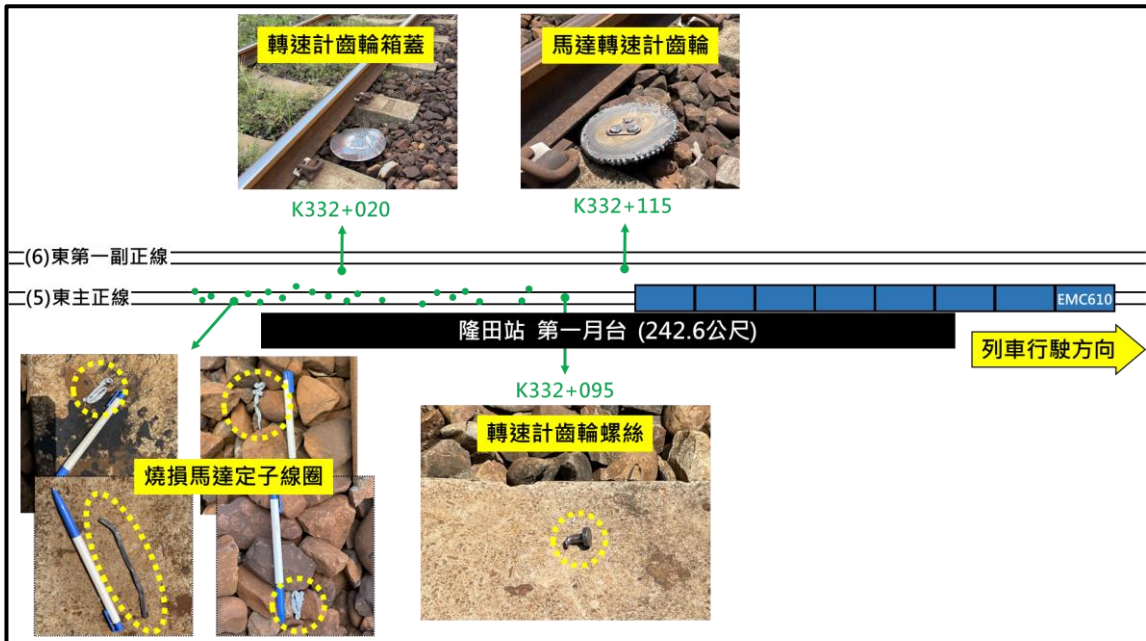 轉速計齒輪箱蓋
馬達轉速計齒輪
K332+020
K332+115
(6)東第一副正線
(5)東主正線
EMC610
隆田站 第一月台 (242.6公尺)
列車行駛方向
K332+095
轉速計齒輪螺絲
燒損馬達定子線圈